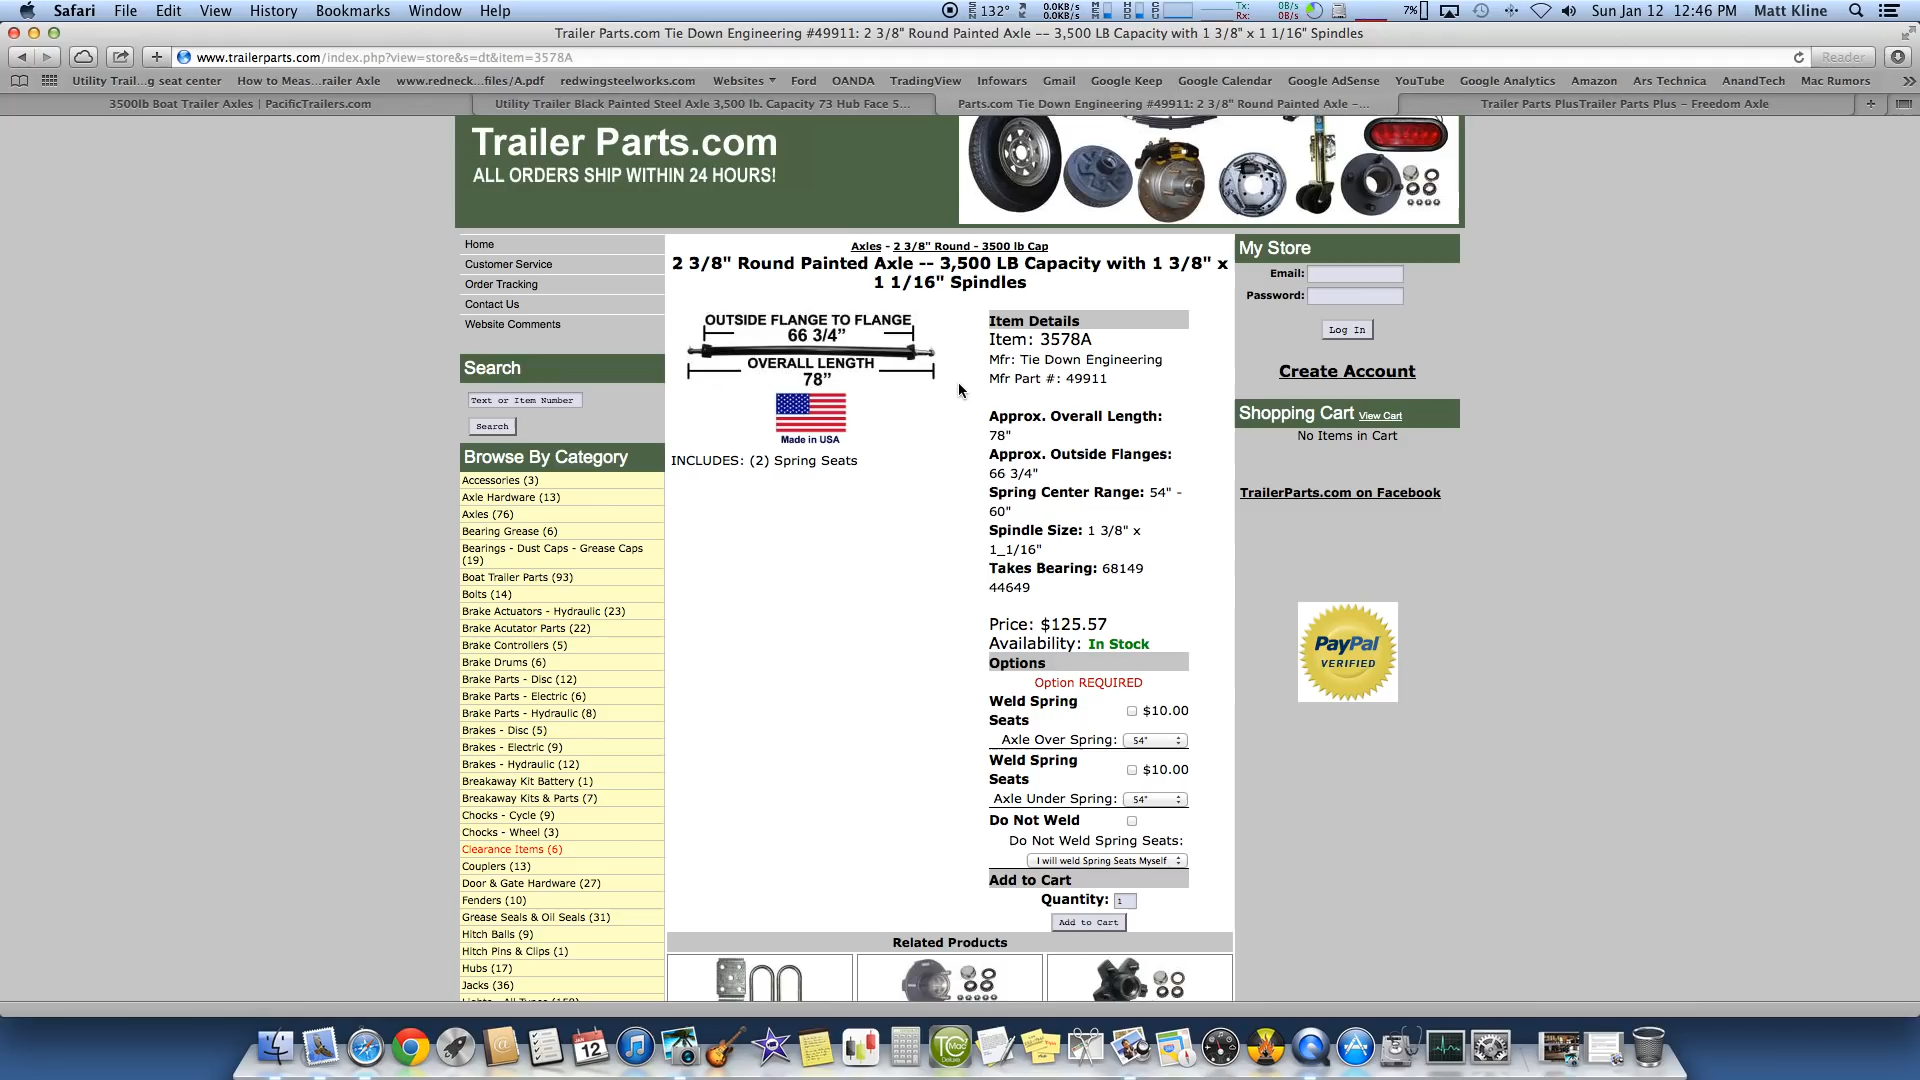 Safari File Edit View History Bookmarks Window Help
132° 0.0KB/s 0.0KB/s Tx: Rx: 0B/s 0B/s 7% Sun Jan 12 12:46 PM Matt Kline
Trailer Parts.com Tie Down Engineering #49911: 2 3/8" Round Painted Axle -- 3,500 LB Capacity with 1 3/8" x 1 1/16" Spindles
www.trailerparts.com/index.php?view=store&s=dt&item=3578A
Reader
Utility Trail...g seat center How to Meas...railer Axle www.redneck...files/A.pdf redwingsteelworks.com Websites Ford OANDA TradingView Infowars Gmail Google Keep Google Calendar Google AdSense YouTube Google Analytics Amazon Ars Technica AnandTech Mac Rumors
3500lb Boat Trailer Axles | PacificTrailers.com
Utility Trailer Black Painted Steel Axle 3,500 lb. Capacity 73 Hub Face 5...
Parts.com Tie Down Engineering #49911: 2 3/8" Round Painted Axle -...
Trailer Parts PlusTrailer Parts Plus - Freedom Axle
Trailer Parts.com
ALL ORDERS SHIP WITHIN 24 HOURS!
Home
Customer Service
Order Tracking
Contact Us
Website Comments
Search
Text or Item Number
Search
Browse By Category
Accessories (3)
Axle Hardware (13)
Axles (76)
Bearing Grease (6)
Bearings - Dust Caps - Grease Caps
(19)
Boat Trailer Parts (93)
Bolts (14)
Brake Actuators - Hydraulic (23)
Brake Acutator Parts (22)
Brake Controllers (5)
Brake Drums (6)
Brake Parts - Disc (12)
Brake Parts - Electric (6)
Brake Parts - Hydraulic (8)
Brakes - Disc (5)
Brakes - Electric (9)
Brakes - Hydraulic (12)
Breakaway Kit Battery (1)
Breakaway Kits & Parts (7)
Chocks - Cycle (9)
Chocks - Wheel (3)
Clearance Items (6)
Couplers (13)
Door & Gate Hardware (27)
Fenders (10)
Grease Seals & Oil Seals (31)
Hitch Balls (9)
Hitch Pins & Clips (1)
Hubs (17)
Jacks (36)
Axles - 2 3/8" Round - 3500 lb Cap
2 3/8" Round Painted Axle -- 3,500 LB Capacity with 1 3/8" x
1 1/16" Spindles
OUTSIDE FLANGE TO FLANGE
66 3/4"
OVERALL LENGTH
78"
Made in USA
INCLUDES: (2) Spring Seats
Item Details
Item: 3578A
Mfr: Tie Down Engineering
Mfr Part #: 49911
Approx. Overall Length:
78"
Approx. Outside Flanges:
66 3/4"
Spring Center Range: 54" -
60"
Spindle Size: 1 3/8" x
1_1/16"
Takes Bearing: 68149
44649
Price: $125.57
Availability: In Stock
Options
Option REQUIRED
Weld Spring
Seats $10.00
Axle Over Spring: 54"
Weld Spring
Seats $10.00
Axle Under Spring: 54"
Do Not Weld
Do Not Weld Spring Seats:
I will weld Spring Seats Myself
Add to Cart
Quantity: 1
Add to Cart
Related Products
My Store
Email:
Password:
Log In
Create Account
Shopping Cart View Cart
No Items in Cart
TrailerParts.com on Facebook
PayPal
VERIFIED
JAN
12